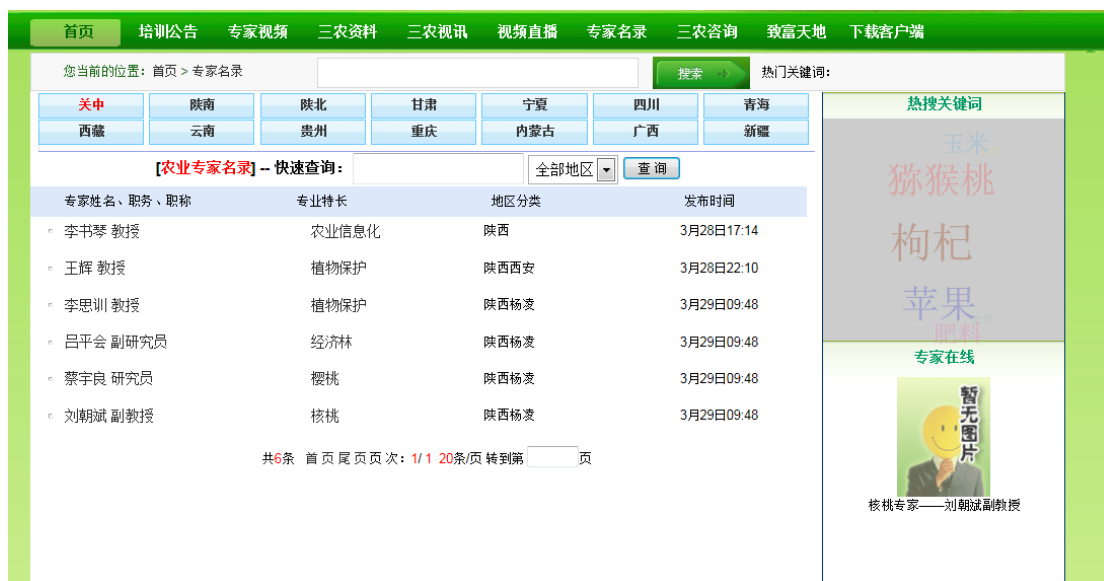 首页 培训公告 专家视频 三农资料 三农视讯 视频直播 专家名录 三农咨询 致富天地 下载客户端
您当前的位置：首页 > 专家名录 搜索 热门关键词：
关中 陕南 陕北 甘肃 宁夏 四川 青海
西藏 云南 贵州 重庆 内蒙古 广西 新疆
[农业专家名录] -- 快速查询： 全部地区 查 询
专家姓名、职务、职称 专业特长 地区分类 发布时间
李书琴 教授 农业信息化 陕西 3月28日17:14
王辉 教授 植物保护 陕西西安 3月28日22:10
李思训 教授 植物保护 陕西杨凌 3月29日09:48
吕平会 副研究员 经济林 陕西杨凌 3月29日09:48
蔡宇良 研究员 樱桃 陕西杨凌 3月29日09:48
刘朝斌 副教授 核桃 陕西杨凌 3月29日09:48
共6条 首 页 尾 页 页 次：1/ 1 20条/页 转到第 页
热搜关键词
玉米
猕猴桃
枸杞
苹果
肥料
专家在线
暂无图片
核桃专家——刘朝斌副教授